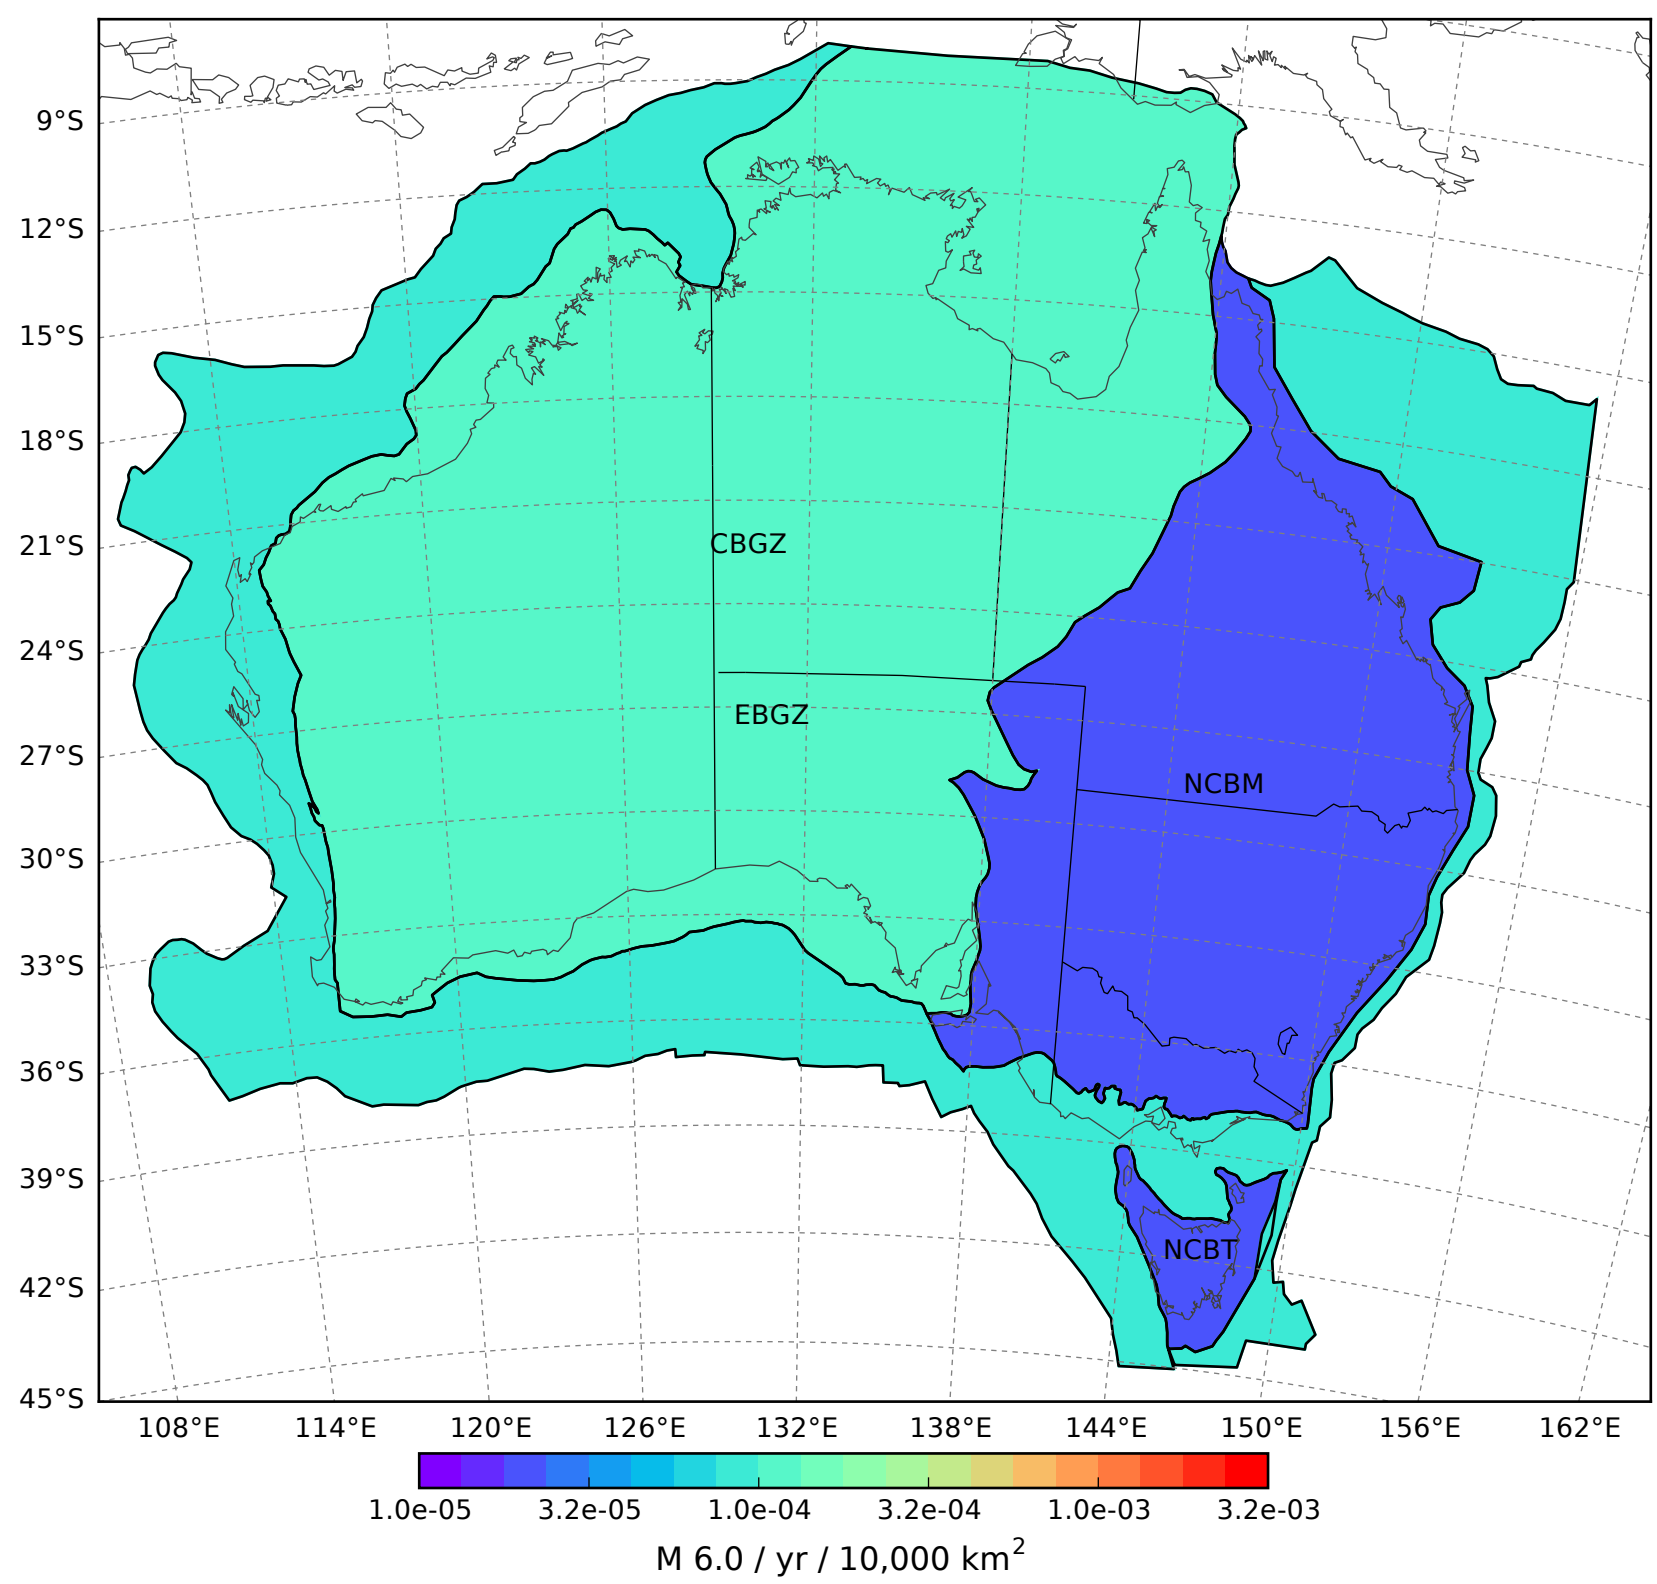 9°S
12°S
15°S
18°S
21°S
24°S
27°S
30°S
33°S
36°S
39°S
42°S
45°S
CBGZ
EBGZ
NCBM
NCBT
108°E 114°E 120°E 126°E 132°E 138°E 144°E 150°E 156°E 162°E
1.0e-05 3.2e-05 1.0e-04 3.2e-04 1.0e-03 3.2e-03
M 6.0 / yr / 10,000 km²